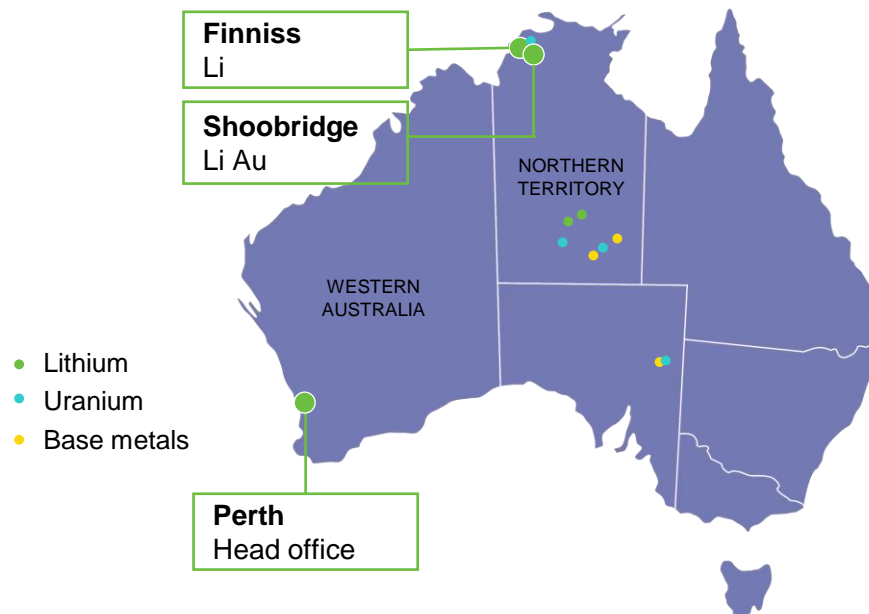 Finniss
Li
Shoobridge
Li Au
NORTHERN
TERRITORY
WESTERN
AUSTRALIA
Lithium
Uranium
Base metals
Perth
Head office